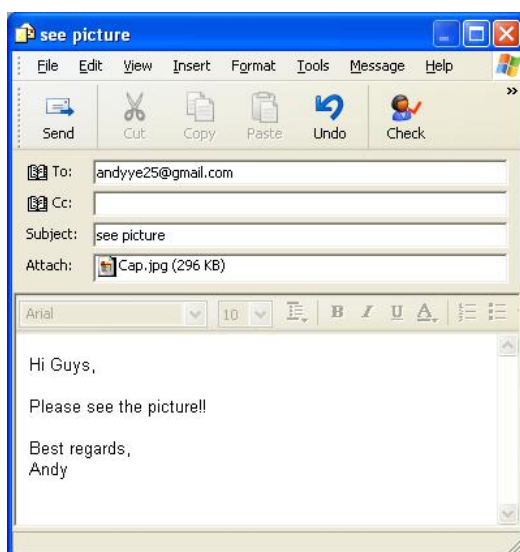 see picture
File Edit View Insert Format Tools Message Help
»
Send Cut Copy Paste Undo Check
To: andyye25@gmail.com
Cc:
Subject: see picture
Attach: Cap.jpg (296 KB)
Arial 10 B I U A
Hi Guys,
Please see the picture!!
Best regards,
Andy